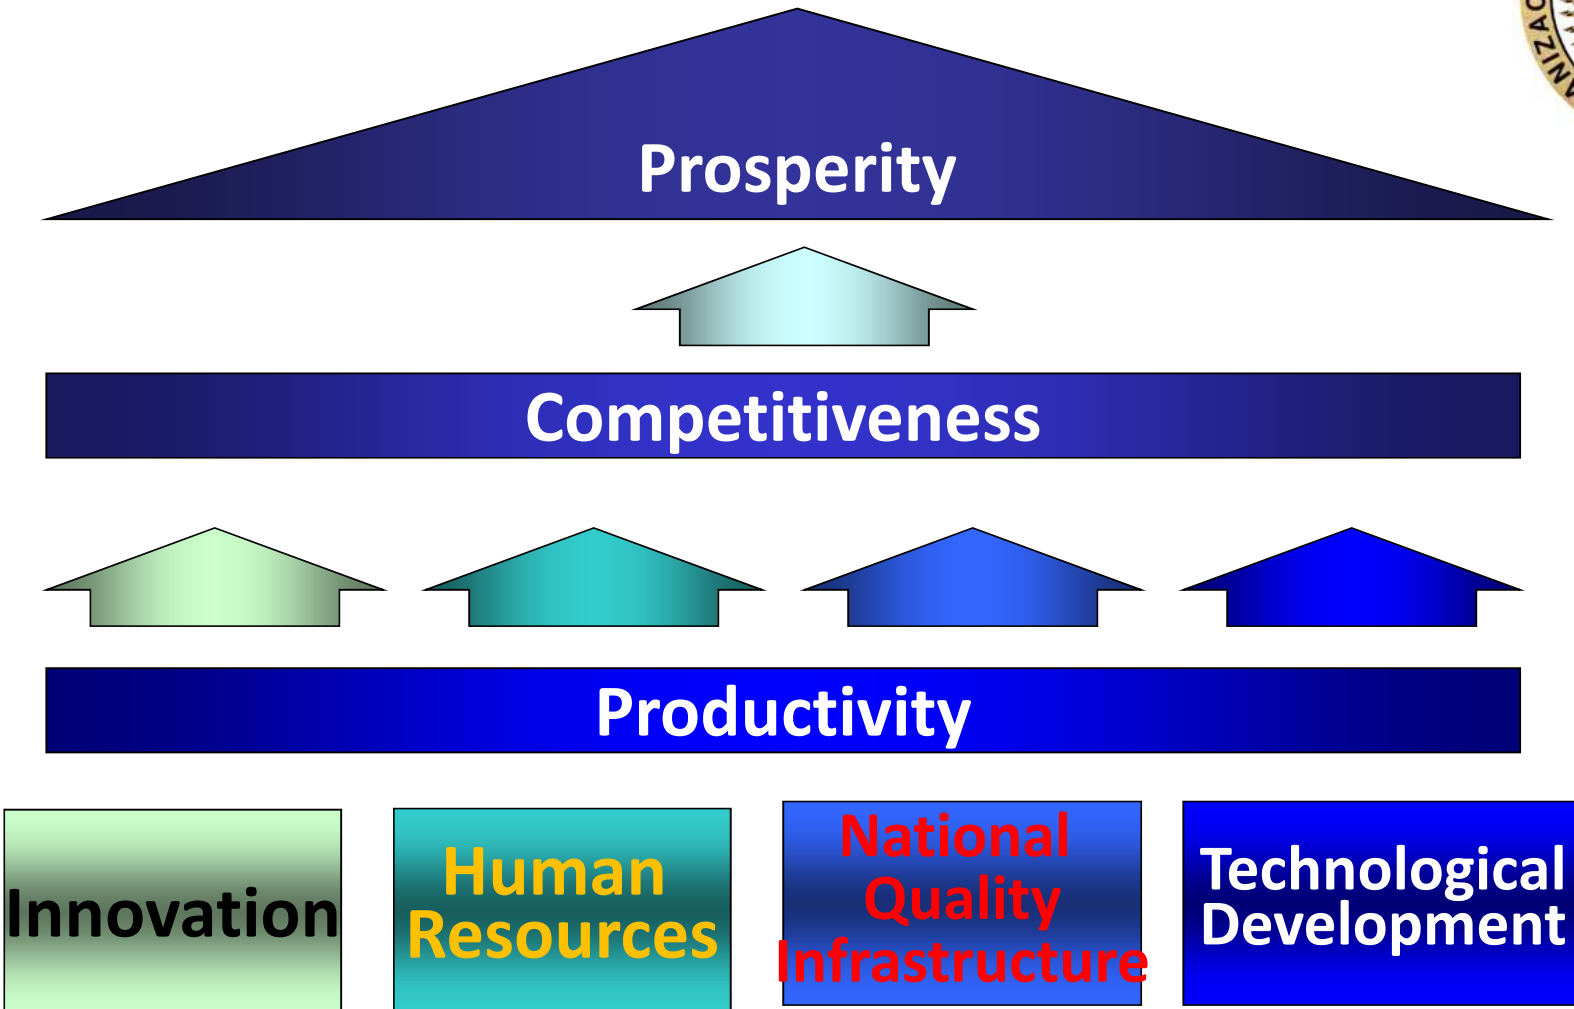 Prosperity
Competitiveness
Productivity
Innovation
Human
Resources
National
Quality
Infrastructure
Technological
Development